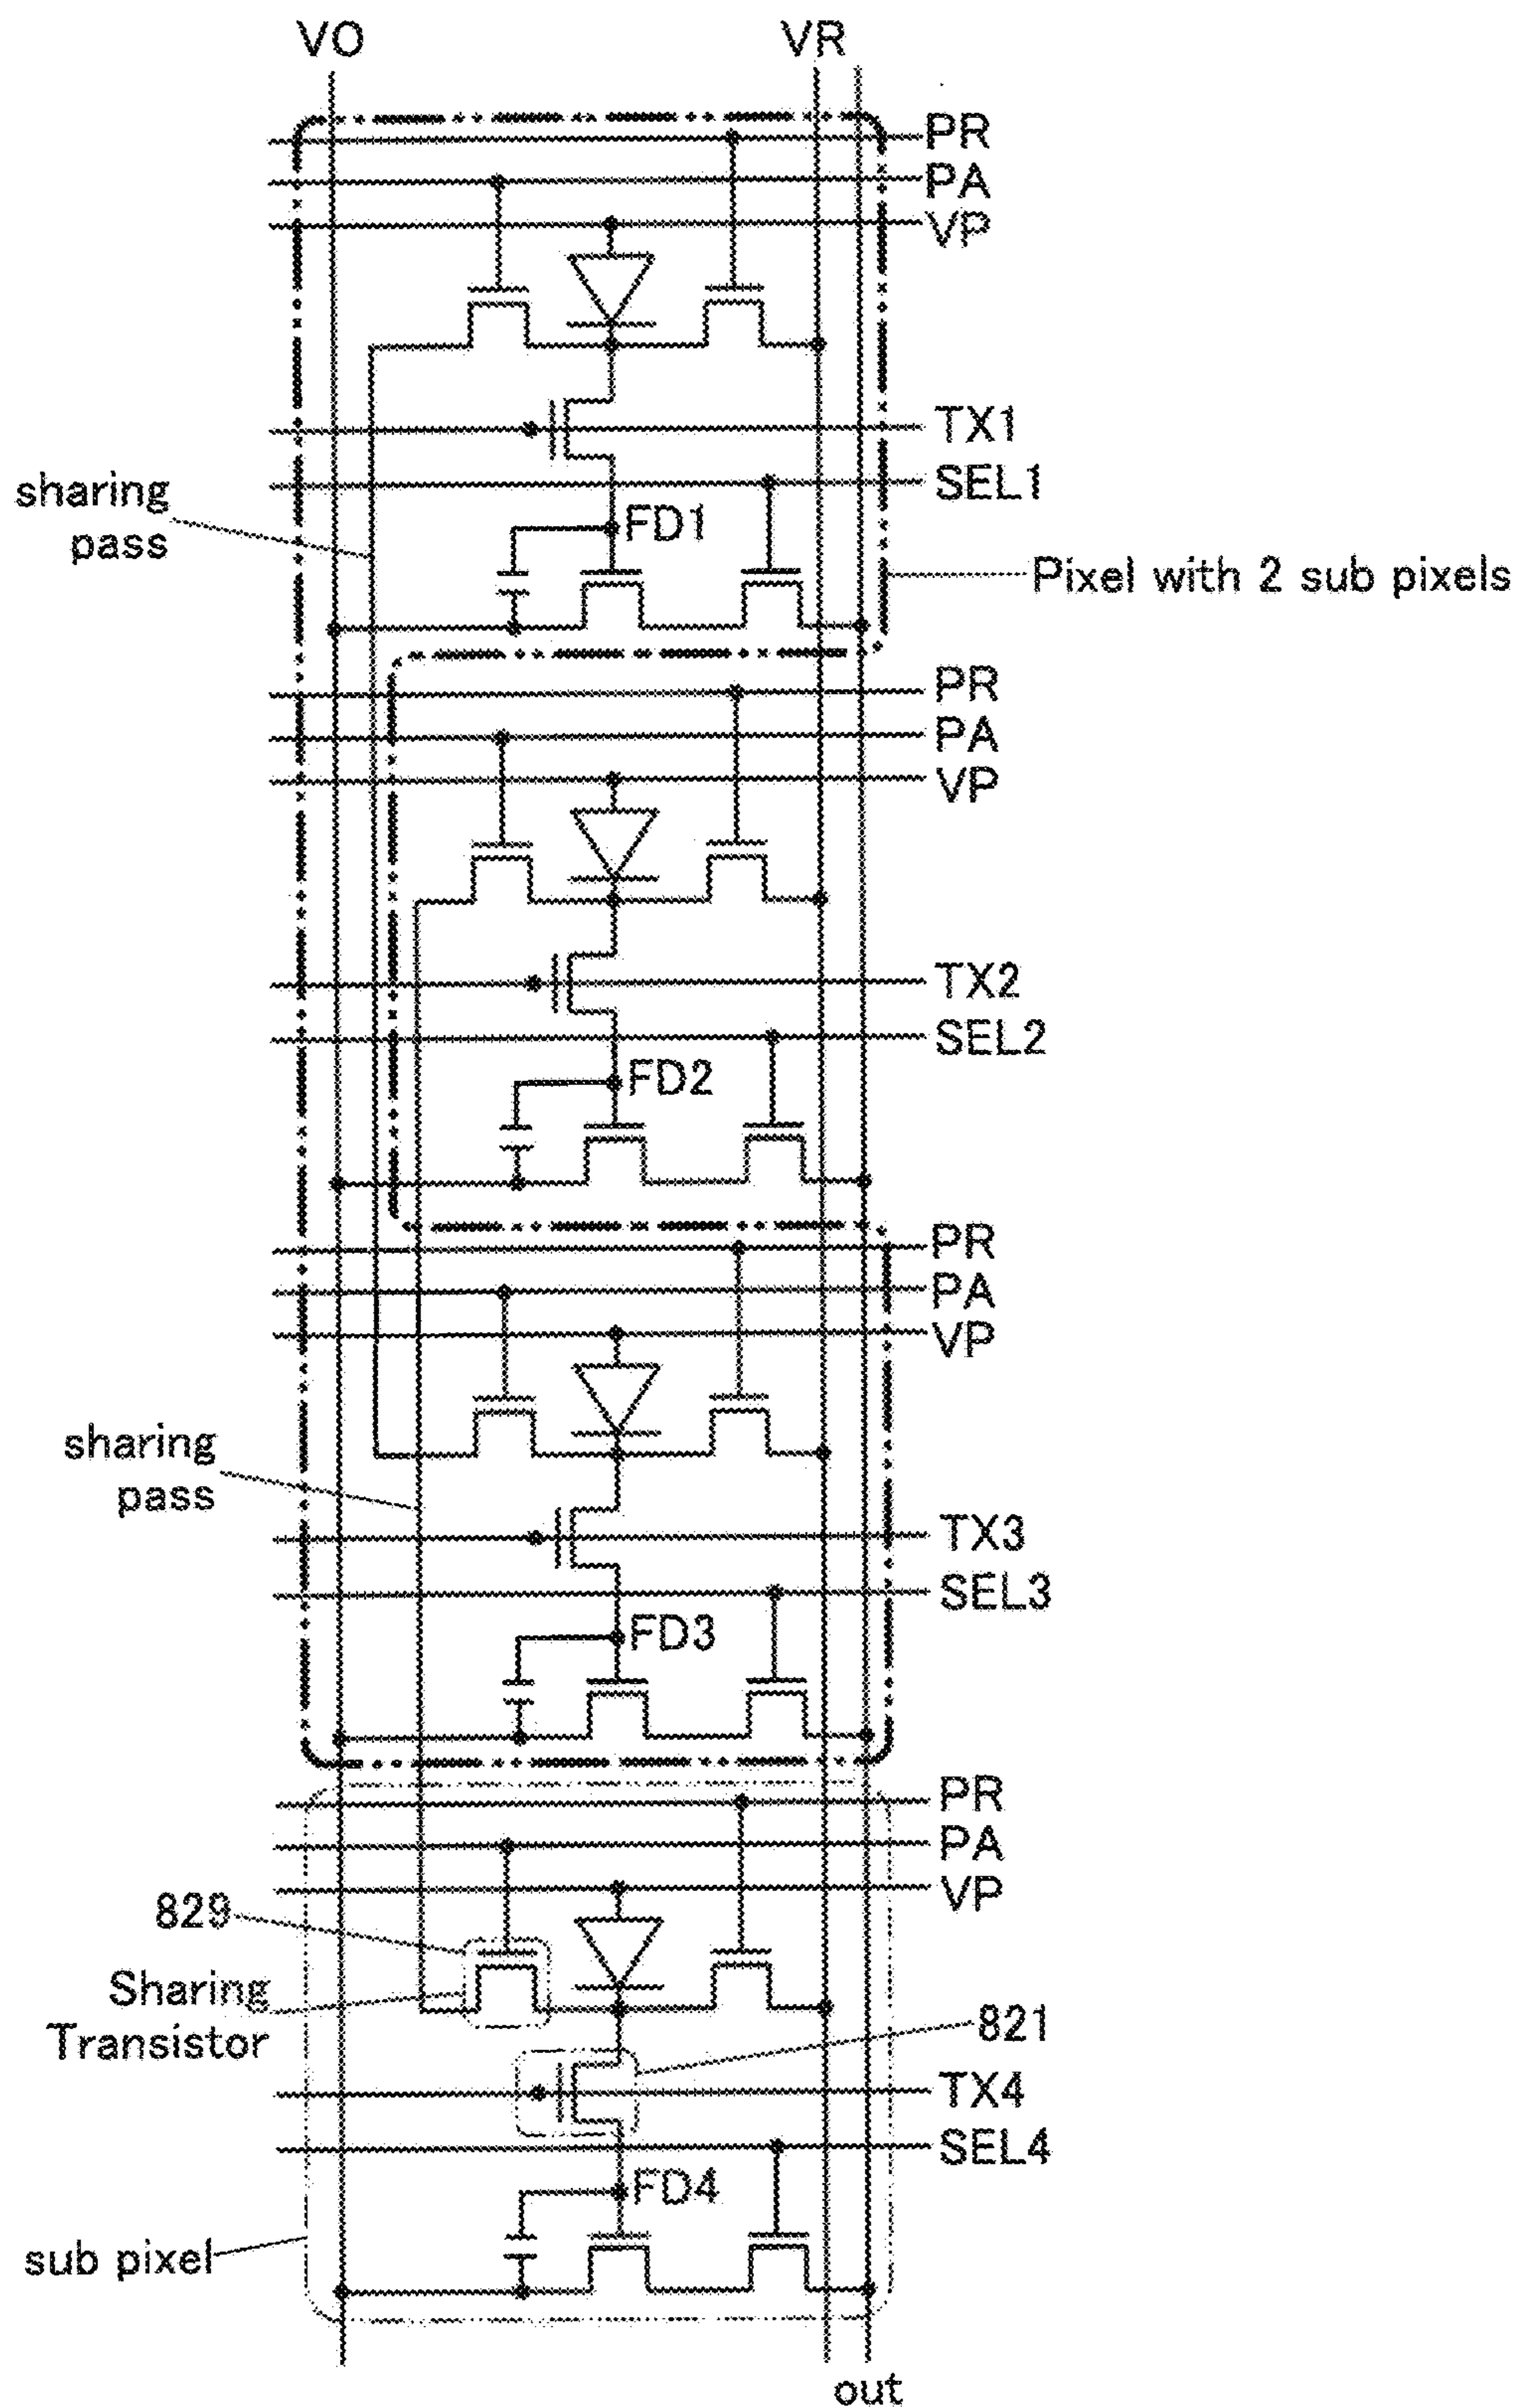 VO
VR
PR
PA
VP
TX1
SEL1
sharing
pass
FD1
Pixel with 2 sub pixels
PR
PA
VP
TX2
SEL2
FD2
PR
PA
VP
sharing
pass
TX3
SEL3
FD3
PR
PA
VP
829
Sharing
Transistor
821
TX4
SEL4
FD4
sub pixel
out